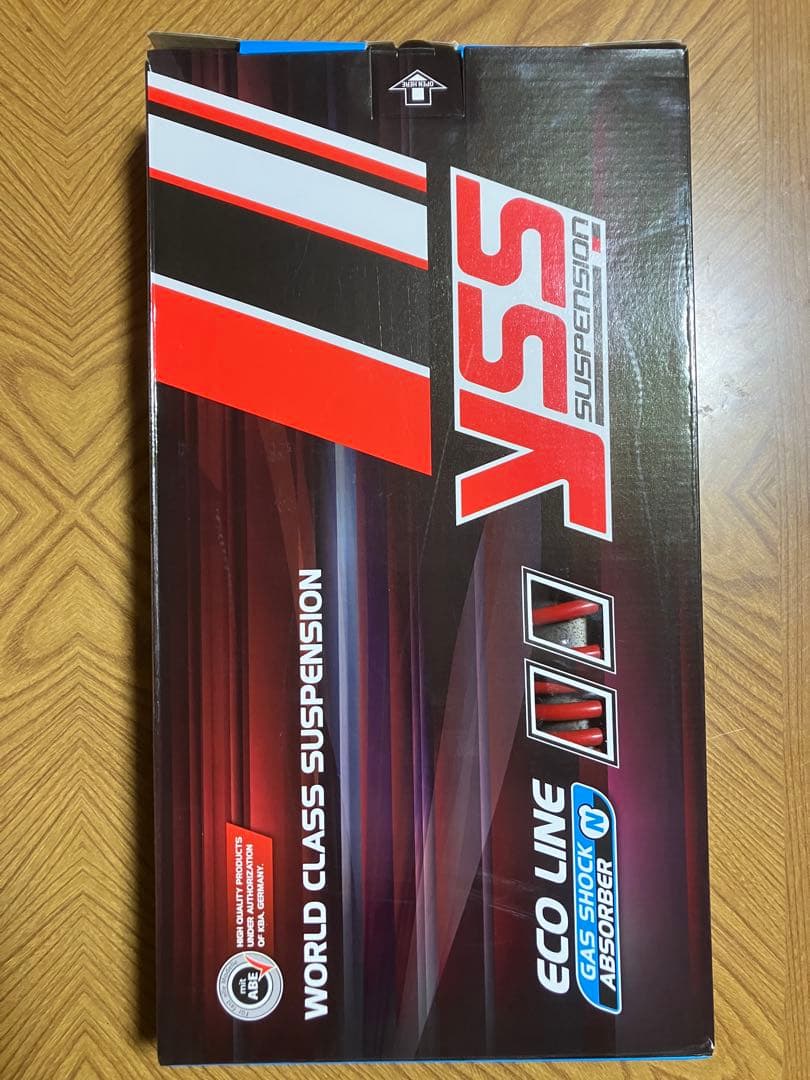 OPEN HERE
YSS
SUSPENSION
ECO LINE
GAS SHOCK N
ABSORBER
WORLD CLASS SUSPENSION
HIGH QUALITY PRODUCTS
UNDER AUTHORIZATION
OF KBA, GERMANY.
mit
ABE